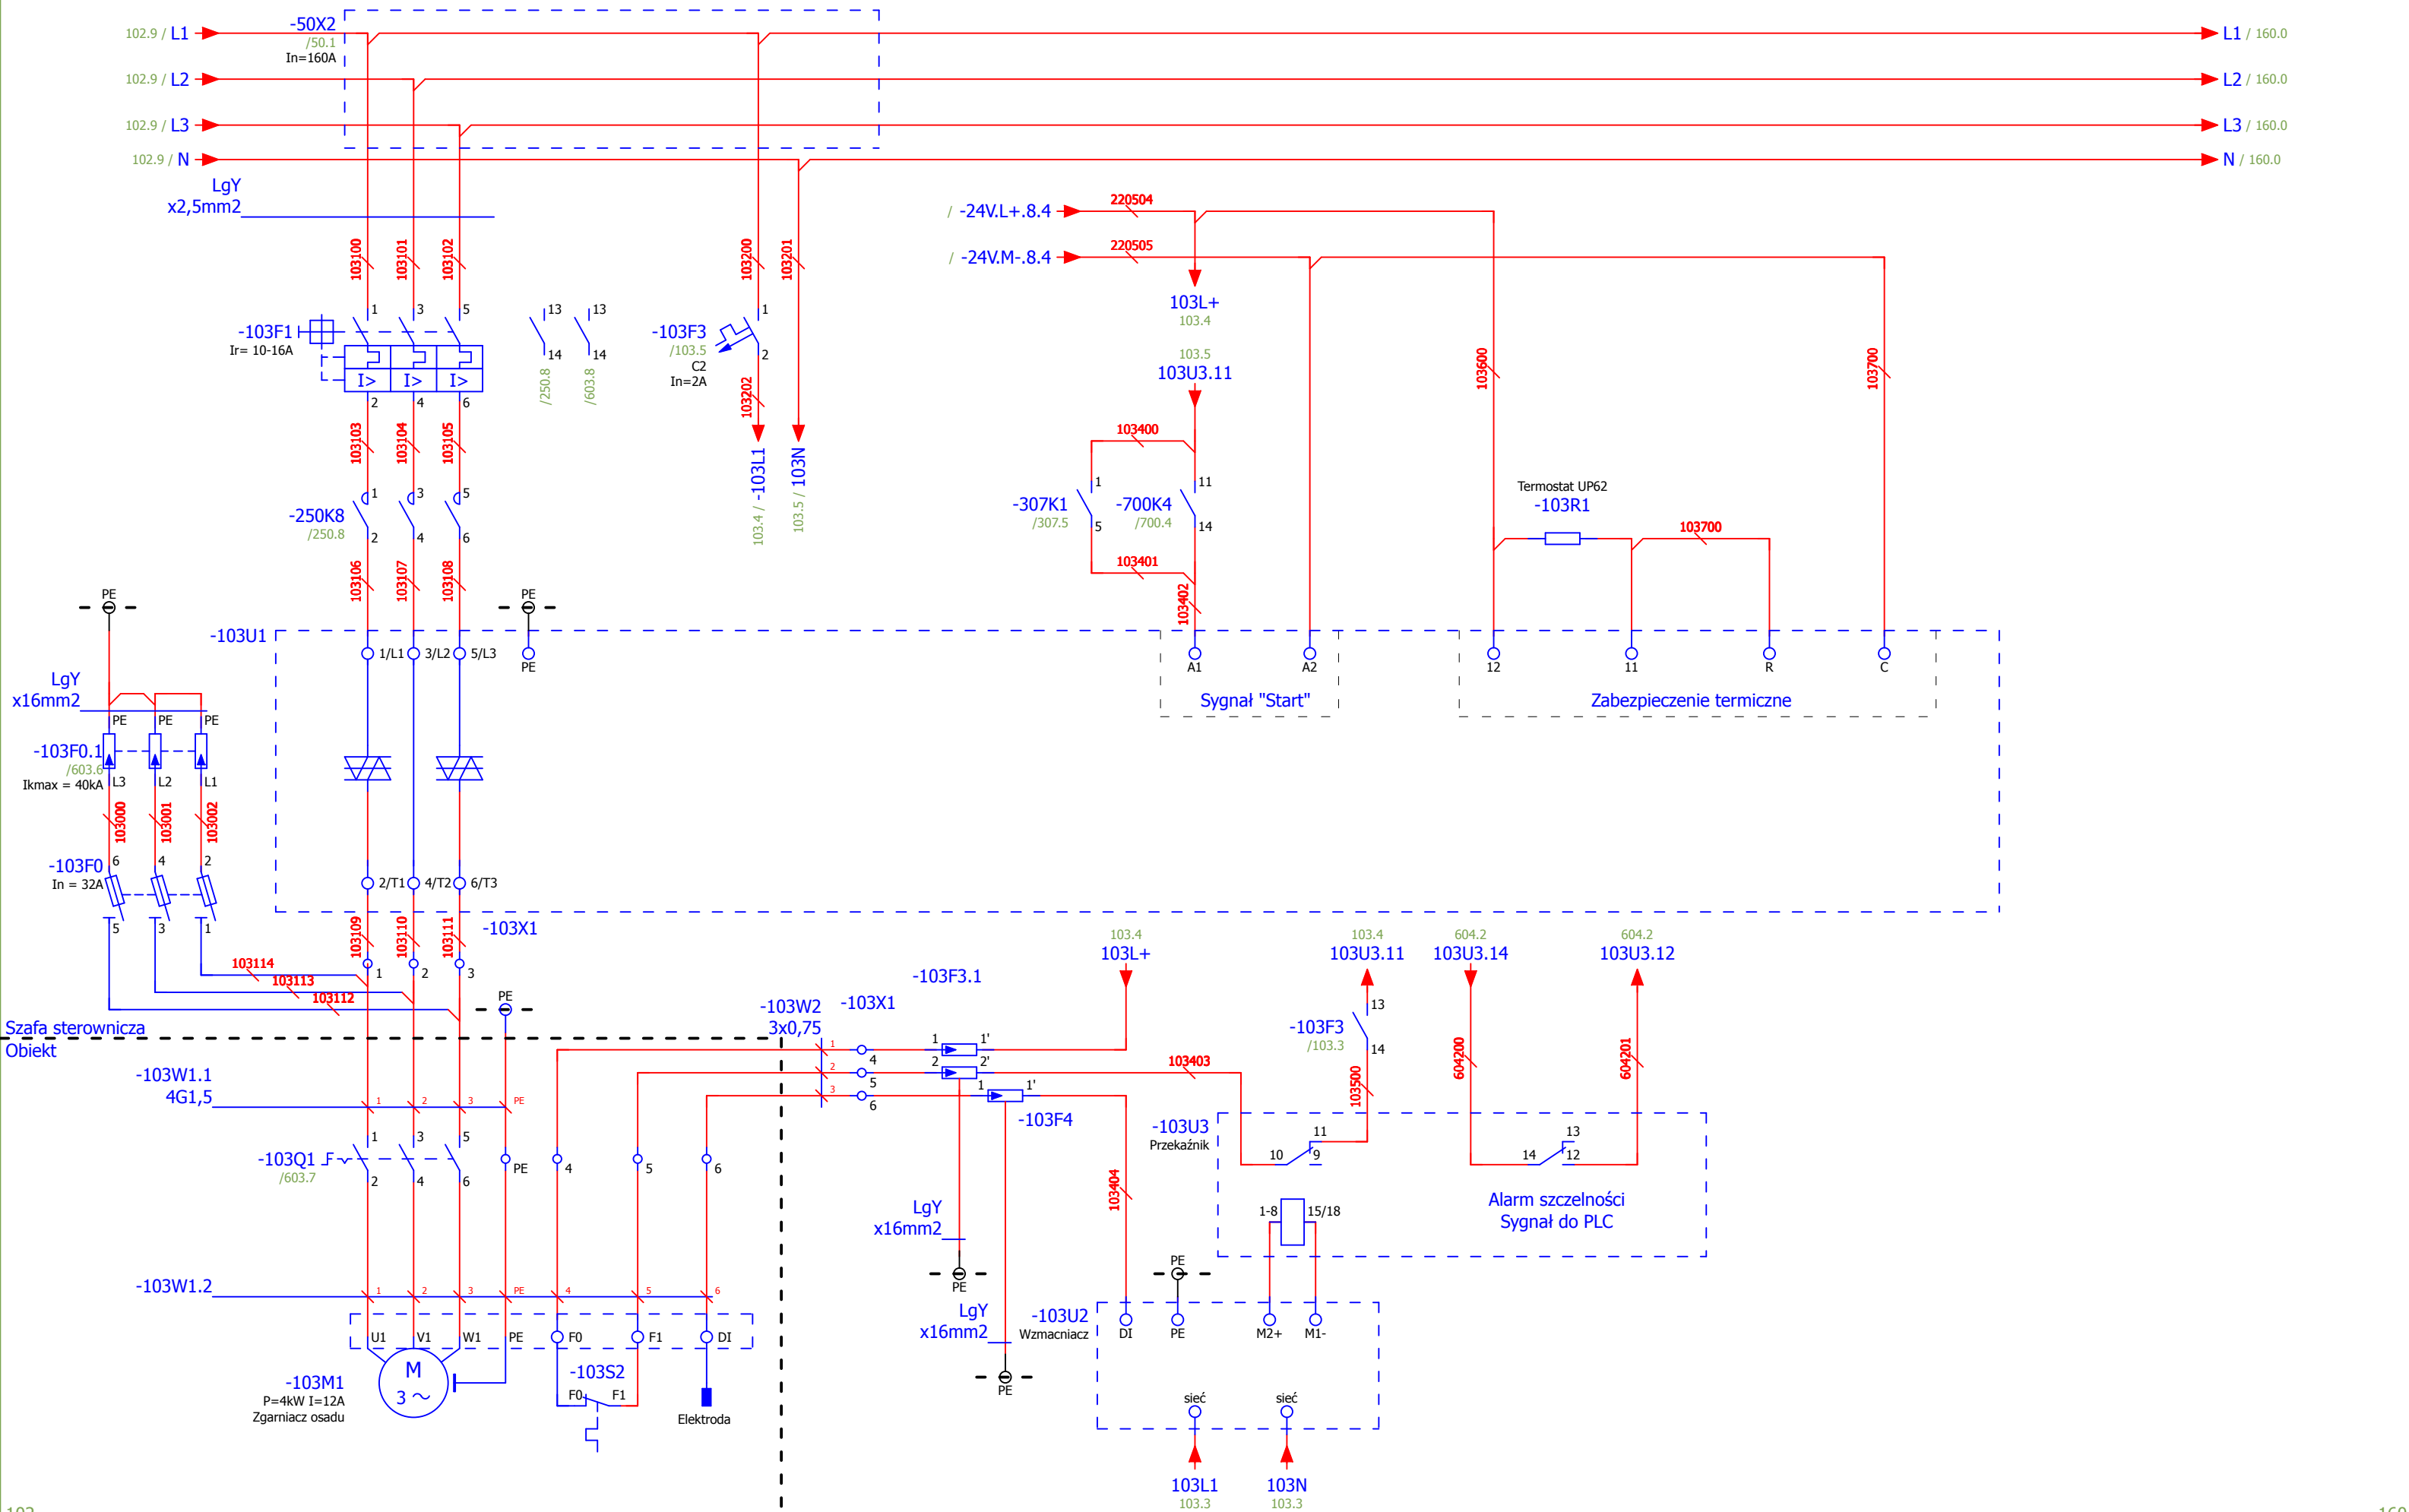 102.9 / L1
-50X2
/50.1
In=160A
L1 / 160.0
102.9 / L2
L2 / 160.0
102.9 / L3
L3 / 160.0
102.9 / N
N / 160.0
LgY
x2,5mm2
/ -24V.L+.8.4
220504
/ -24V.M-.8.4
220505
103100
103101
103102
103200
103201
103L+
103.4
103.5
103U3.11
-103F1
Ir= 10-16A
1
3
5
I>
I>
I>
2
4
6
13
14
/250.8
13
14
/603.8
-103F3
/103.5
C2
In=2A
1
2
103202
103.4 / -103L1
103.5 / 103N
103600
103700
103103
103104
103105
103400
-307K1
/307.5
1
5
-700K4
/700.4
11
14
103401
103402
Termostat UP62
-103R1
103700
-250K8
/250.8
1
3
5
2
4
6
103106
103107
103108
PE
PE
-103U1
1/L1
3/L2
5/L3
PE
A1
A2
Sygnał "Start"
12
11
R
C
Zabezpieczenie termiczne
LgY
x16mm2
PE
PE
PE
-103F0.1
/603.6
Ikmax = 40kA
L3
L2
L1
103000
103001
103002
-103F0
In = 32A
6
4
2
5
3
1
2/T1
4/T2
6/T3
103109
103110
103111
-103X1
1
2
3
103114
103113
103112
PE
Szafa sterownicza
Obiekt
-103W1.1
4G1,5
1
2
3
PE
-103Q1
/603.7
1
3
5
2
4
6
PE
4
5
6
-103W1.2
1
2
3
PE
4
5
6
U1
V1
W1
PE
F0
F1
DI
M
3
-103M1
P=4kW I=12A
Zgarniacz osadu
-103S2
F0
F1
Elektroda
-103W2
3x0,75
1
2
3
-103X1
4
5
6
-103F3.1
1
1'
2
2'
1
1'
-103F4
103.4
103L+
103403
103404
LgY
x16mm2
PE
LgY
x16mm2
PE
103.4
103U3.11
-103F3
/103.3
13
14
103500
604.2
103U3.14
604200
604.2
103U3.12
604201
-103U3
Przekaźnik
10
11
9
14
13
12
1-8
15/18
Alarm szczelności
Sygnał do PLC
PE
-103U2
Wzmacniacz
DI
PE
M2+
M1-
sieć
sieć
103L1
103.3
103N
103.3